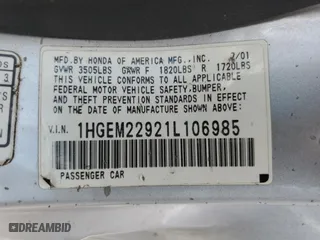 MFD.BY HONDA OF AMERICA MFG.,INC. 2/01
GVWR 3505LBS GAWR F 1820LBS R 1720LBS
THIS VEHICLE CONFORMS TO ALL APPLICABLE
FEDERAL MOTOR VEHICLE SAFETY, BUMPER,
AND THEFT PREVENTION STANDARDS IN EFFECT
ON THE DATE OF MANUFACTURE SHOWN ABOVE.
V.I.N. 1HGEM22921L106985
PASSENGER CAR
DREAMBID